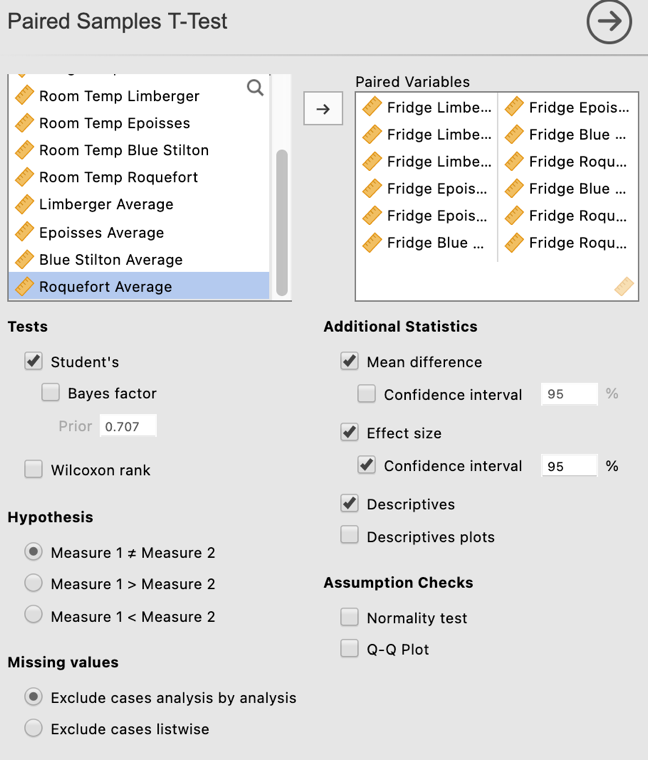 Paired Samples T-Test
Room Temp Limberger
Room Temp Epoisses
Room Temp Blue Stilton
Room Temp Roquefort
Limberger Average
Epoisses Average
Blue Stilton Average
Roquefort Average
Paired Variables
Fridge Limbe... Fridge Epois...
Fridge Limbe... Fridge Blue ...
Fridge Limbe... Fridge Roqu...
Fridge Epois... Fridge Blue ...
Fridge Epois... Fridge Roqu...
Fridge Blue ... Fridge Roqu...
Tests
Student's
Bayes factor
Prior 0.707
Wilcoxon rank
Hypothesis
Measure 1 ≠ Measure 2
Measure 1 > Measure 2
Measure 1 < Measure 2
Missing values
Exclude cases analysis by analysis
Exclude cases listwise
Additional Statistics
Mean difference
Confidence interval 95 %
Effect size
Confidence interval 95 %
Descriptives
Descriptives plots
Assumption Checks
Normality test
Q-Q Plot